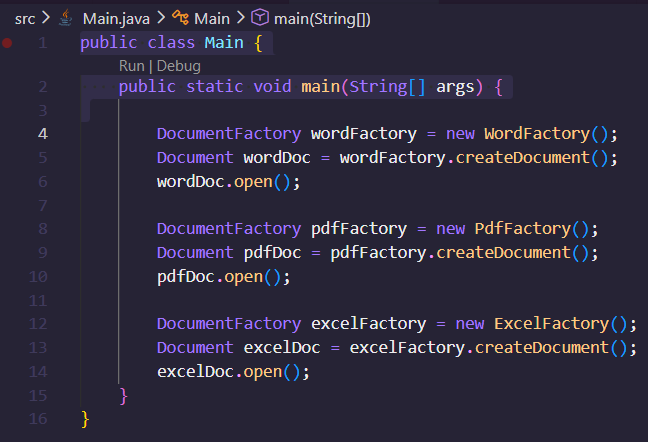 src > Main.java > Main > main(String[])
1 public class Main {
Run | Debug
2 public static void main(String[] args) {
3
4 DocumentFactory wordFactory = new WordFactory();
5 Document wordDoc = wordFactory.createDocument();
6 wordDoc.open();
7
8 DocumentFactory pdfFactory = new PdfFactory();
9 Document pdfDoc = pdfFactory.createDocument();
10 pdfDoc.open();
11
12 DocumentFactory excelFactory = new ExcelFactory();
13 Document excelDoc = excelFactory.createDocument();
14 excelDoc.open();
15 }
16 }